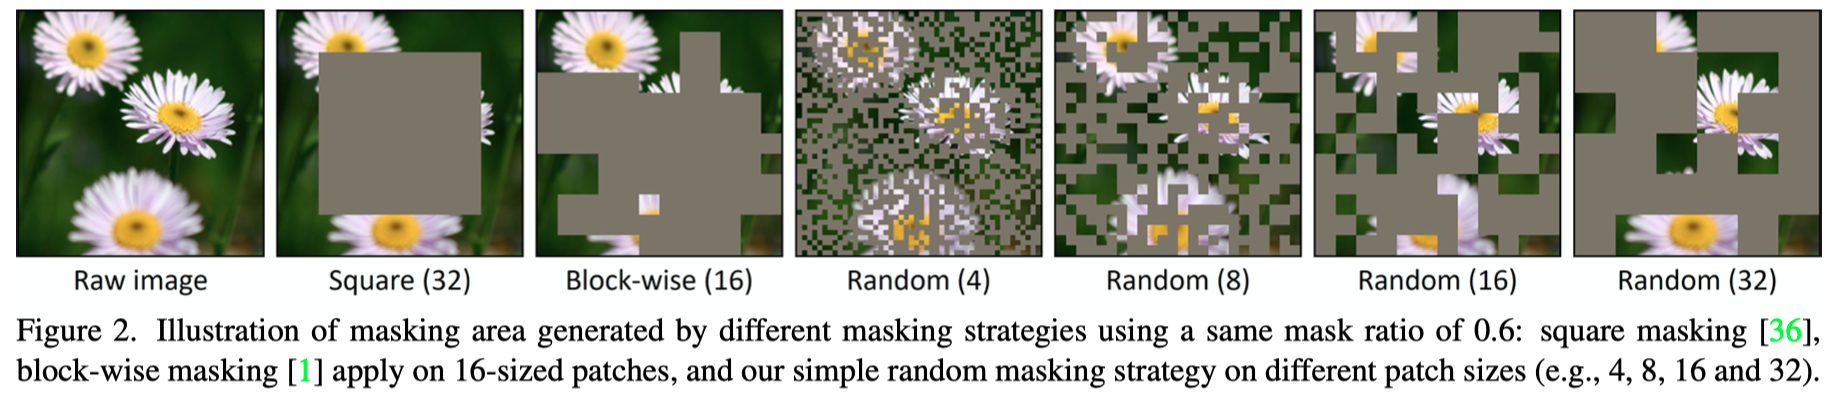 Raw image
Square (32)
Block-wise (16)
Random (4)
Random (8)
Random (16)
Random (32)
Figure 2. Illustration of masking area generated by different masking strategies using a same mask ratio of 0.6: square masking [36],
block-wise masking [1] apply on 16-sized patches, and our simple random masking strategy on different patch sizes (e.g., 4, 8, 16 and 32).